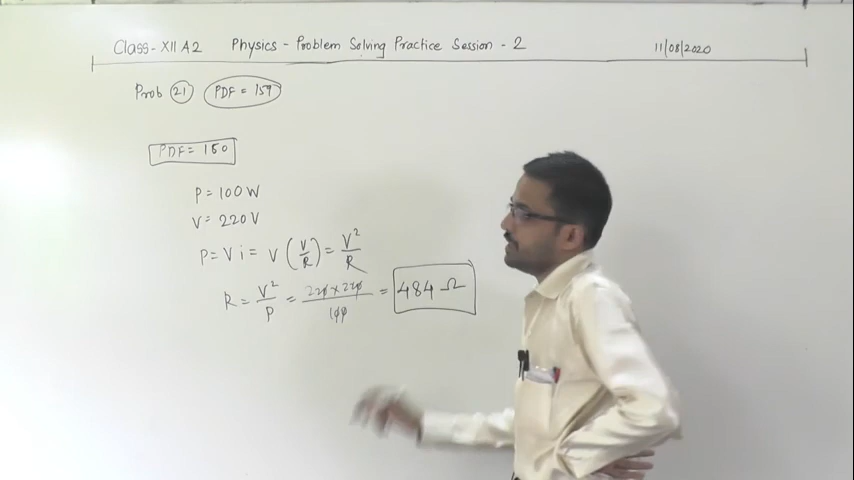 Class - XII A2 Physics - Problem Solving Practice Session - 2 11/08/2020
Prob 21 PDF = 159
PDF = 150
P = 100 W
V = 220 V
P = V i = V (V/R) = V²/R
R = V²/P = 220 × 220/100 = 484 Ω